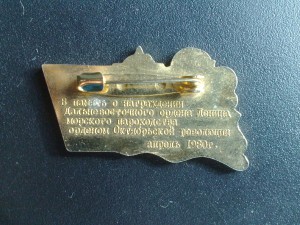 В память о награждении
Дальневосточного ордена Ленина
морского пароходства
орденом Октябрьской революции
апрель 1980г.